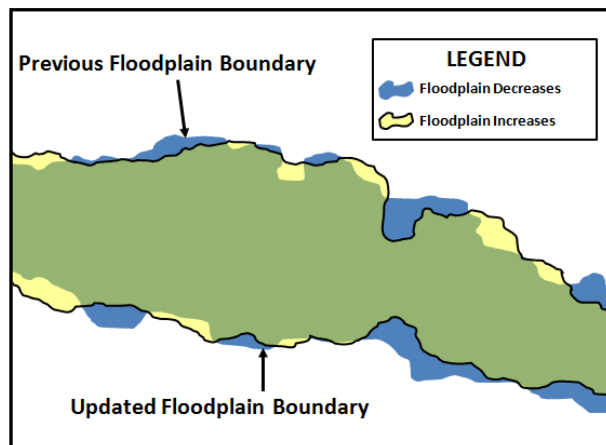 LEGEND
Previous Floodplain Boundary
Floodplain Decreases
Floodplain Increases
Updated Floodplain Boundary